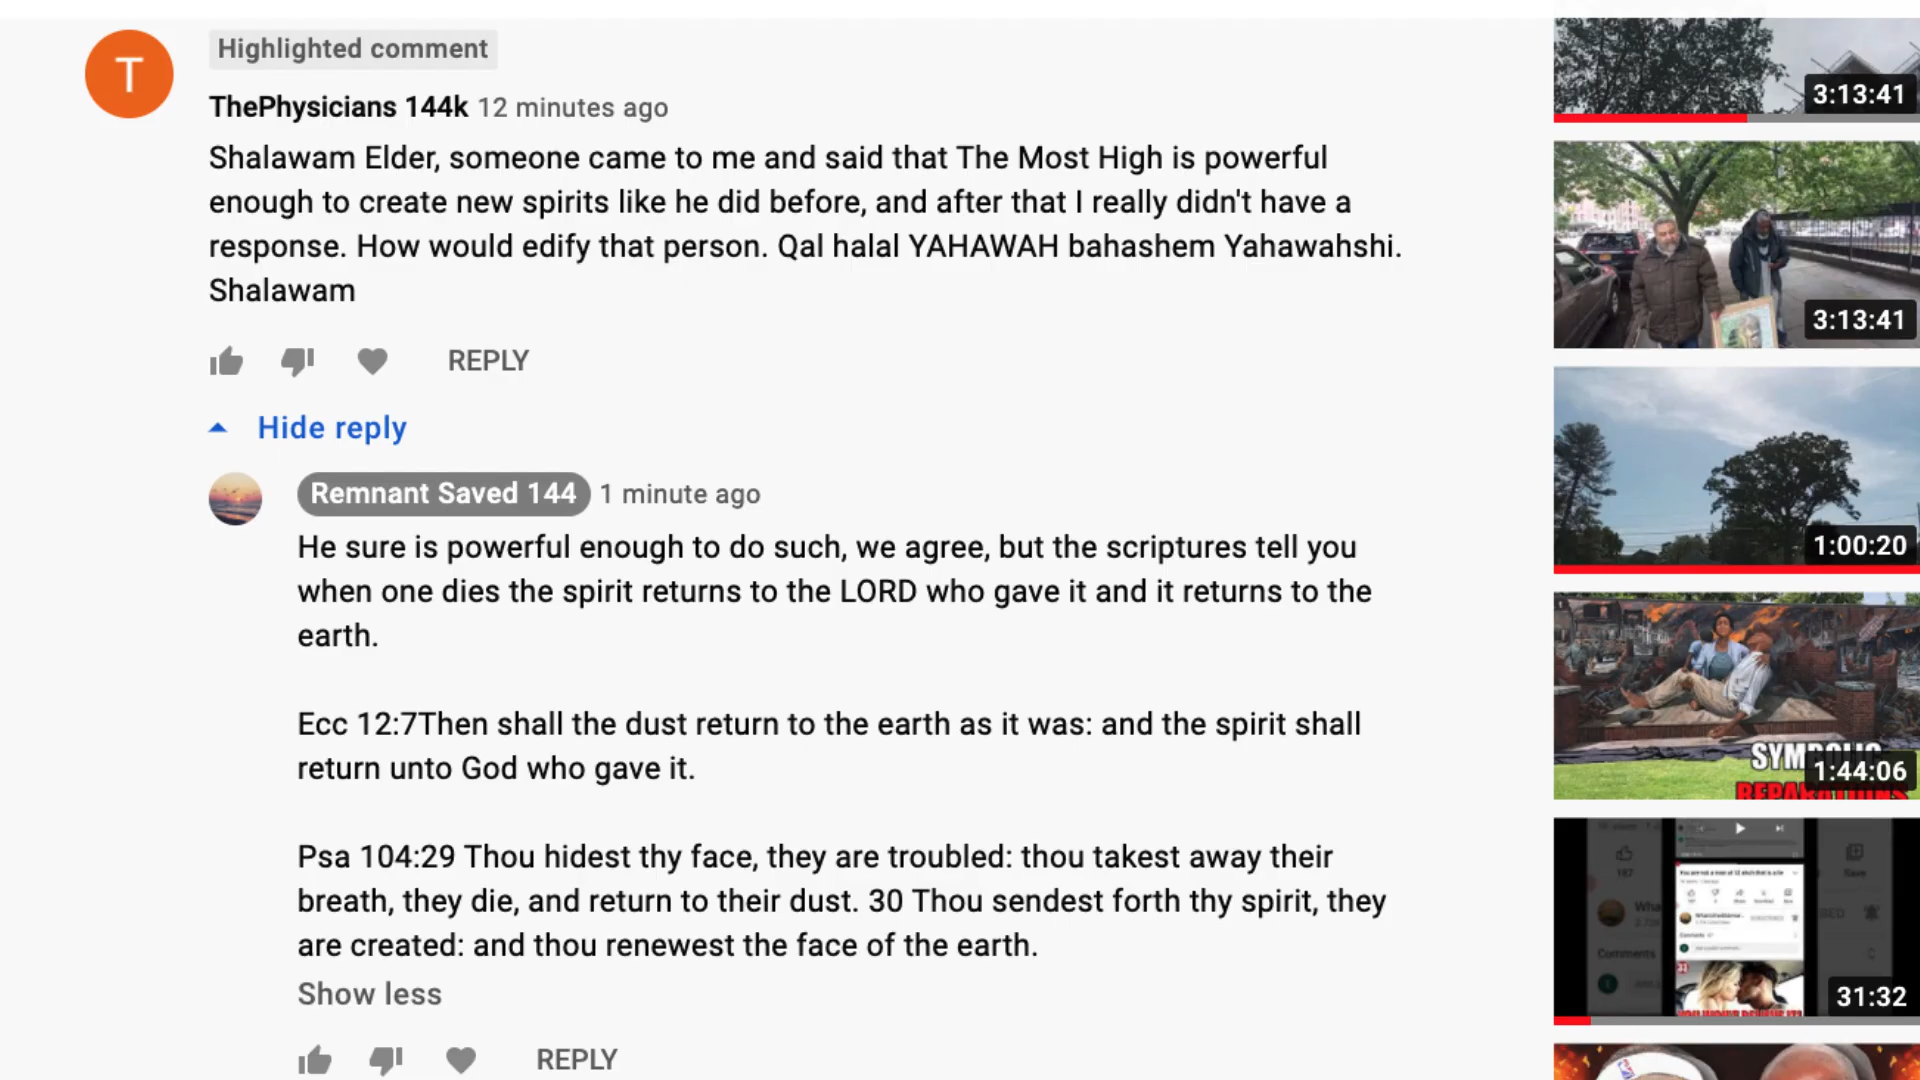 Highlighted comment
T
ThePhysicians 144k 12 minutes ago
Shalawam Elder, someone came to me and said that The Most High is powerful
enough to create new spirits like he did before, and after that I really didn't have a
response. How would edify that person. Qal halal YAHAWAH bahashem Yahawahshi.
Shalawam
REPLY
Hide reply
Remnant Saved 144 1 minute ago
He sure is powerful enough to do such, we agree, but the scriptures tell you
when one dies the spirit returns to the LORD who gave it and it returns to the
earth.
Ecc 12:7Then shall the dust return to the earth as it was: and the spirit shall
return unto God who gave it.
Psa 104:29 Thou hidest thy face, they are troubled: thou takest away their
breath, they die, and return to their dust. 30 Thou sendest forth thy spirit, they
are created: and thou renewest the face of the earth.
Show less
REPLY
3:13:41
3:13:41
1:00:20
1:44:06
REPARATIONS
187
Save
Comments
31:32